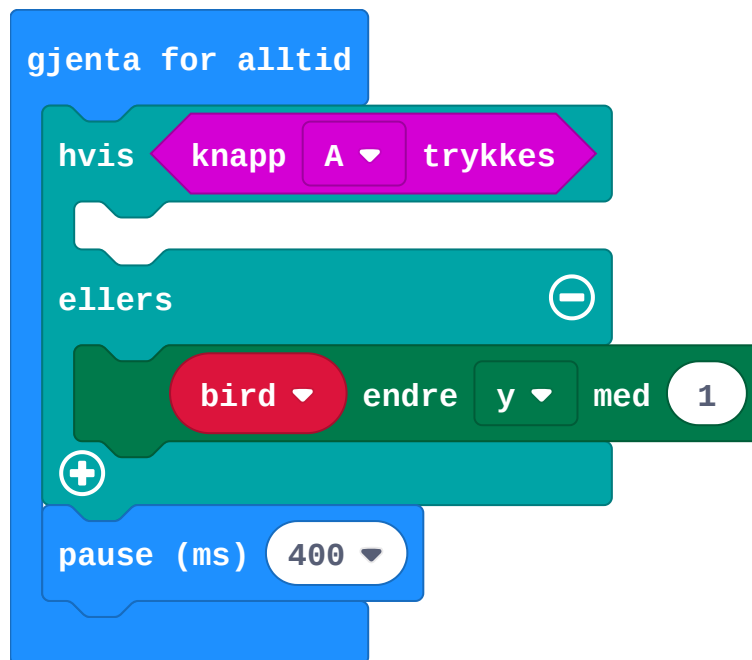 gjenta for alltid
hvis knapp A trykkes
ellers
bird endre y med 1
pause (ms) 400